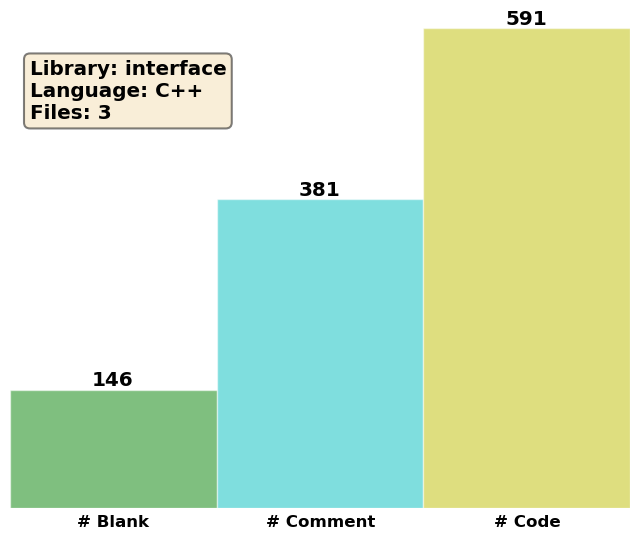 591
Library: interface
Language: C++
Files: 3
381
146
# Blank
# Comment
# Code